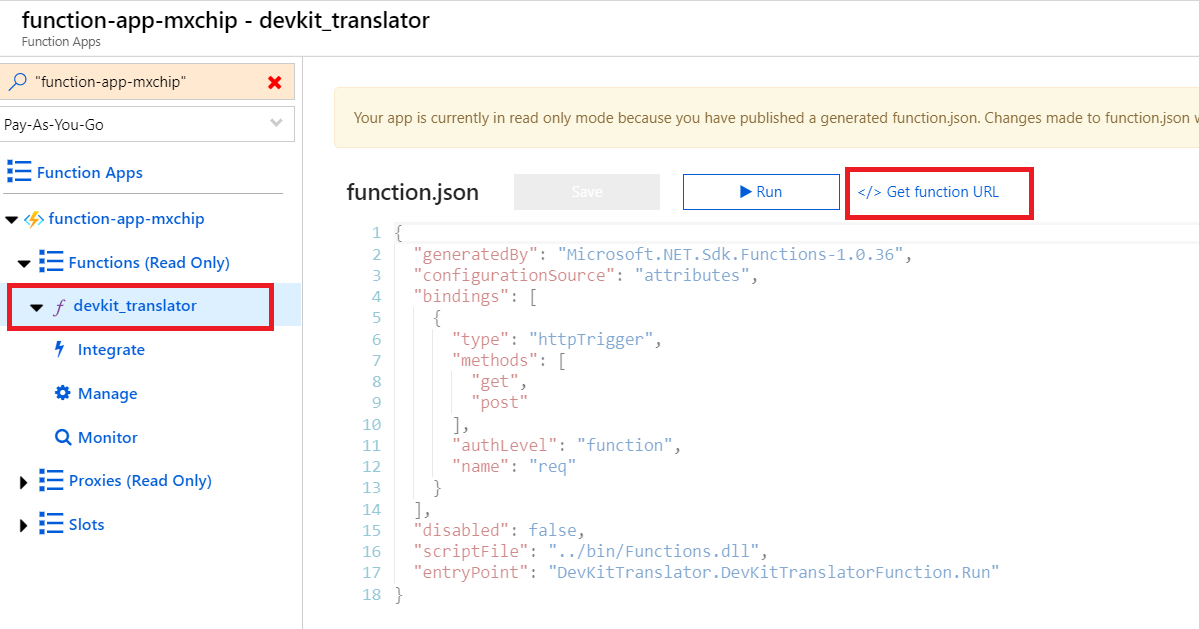 function-app-mxchip - devkit_translator
Function Apps
"function-app-mxchip"
Pay-As-You-Go
Function Apps
function-app-mxchip
Functions (Read Only)
devkit_translator
Integrate
Manage
Monitor
Proxies (Read Only)
Slots
Your app is currently in read only mode because you have published a generated function.json. Changes made to function.json w
function.json
Save
Run
</> Get function URL
1 {
2 "generatedBy": "Microsoft.NET.Sdk.Functions-1.0.36",
3 "configurationSource": "attributes",
4 "bindings": [
5 {
6 "type": "httpTrigger",
7 "methods": [
8 "get",
9 "post"
10 ],
11 "authLevel": "function",
12 "name": "req"
13 }
14 ],
15 "disabled": false,
16 "scriptFile": "../bin/Functions.dll",
17 "entryPoint": "DevKitTranslator.DevKitTranslatorFunction.Run"
18 }